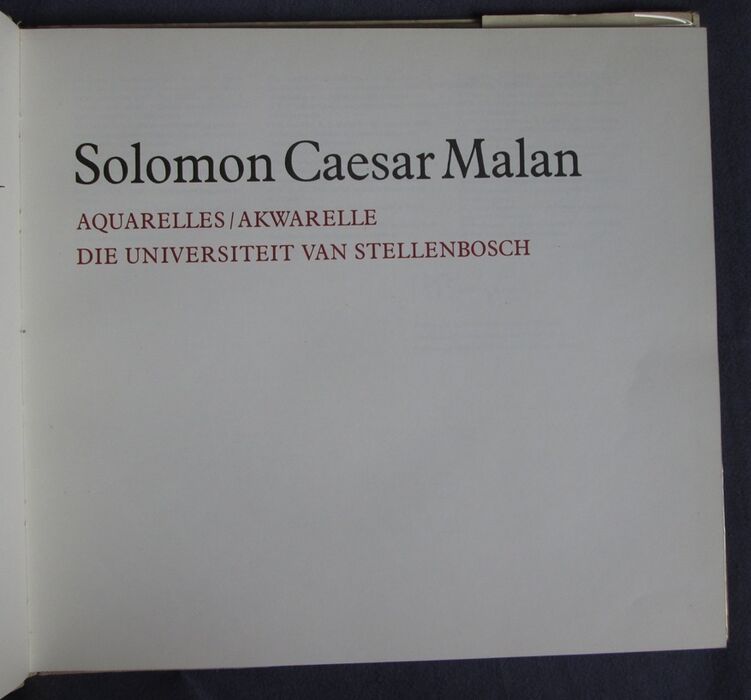 Solomon Caesar Malan
AQUARELLES/AKWARELLE
DIE UNIVERSITEIT VAN STELLENBOSCH